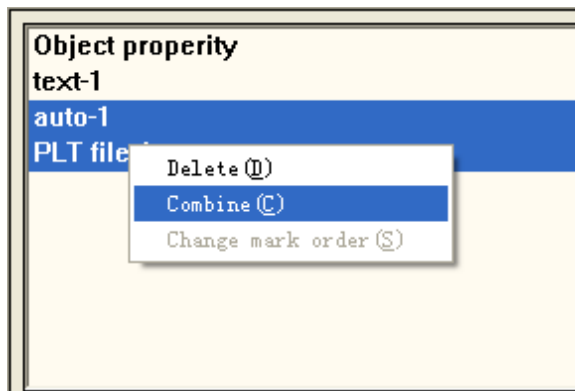 Object properity
text-1
auto-1
PLT file
Delete(D)
Combine(C)
Change mark order(S)